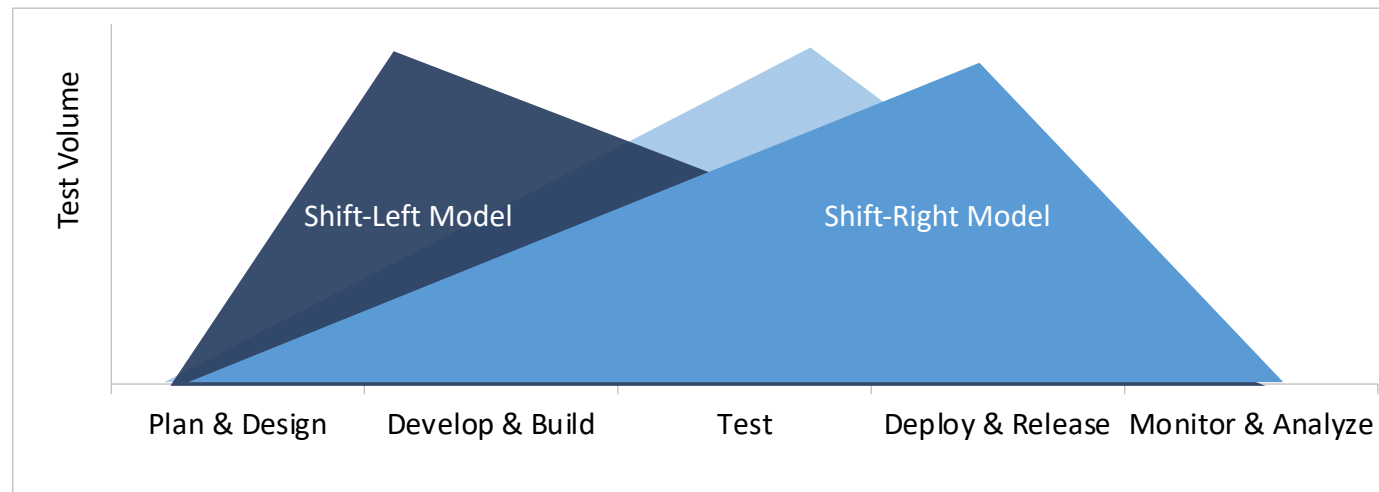 Test Volume
Shift-Left Model
Shift-Right Model
Plan & Design
Develop & Build
Test
Deploy & Release
Monitor & Analyze